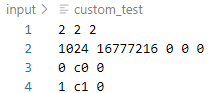 input > custom_test
1 2 2 2
2 1024 16777216 0 0 0
3 0 c0 0
4 1 c1 0